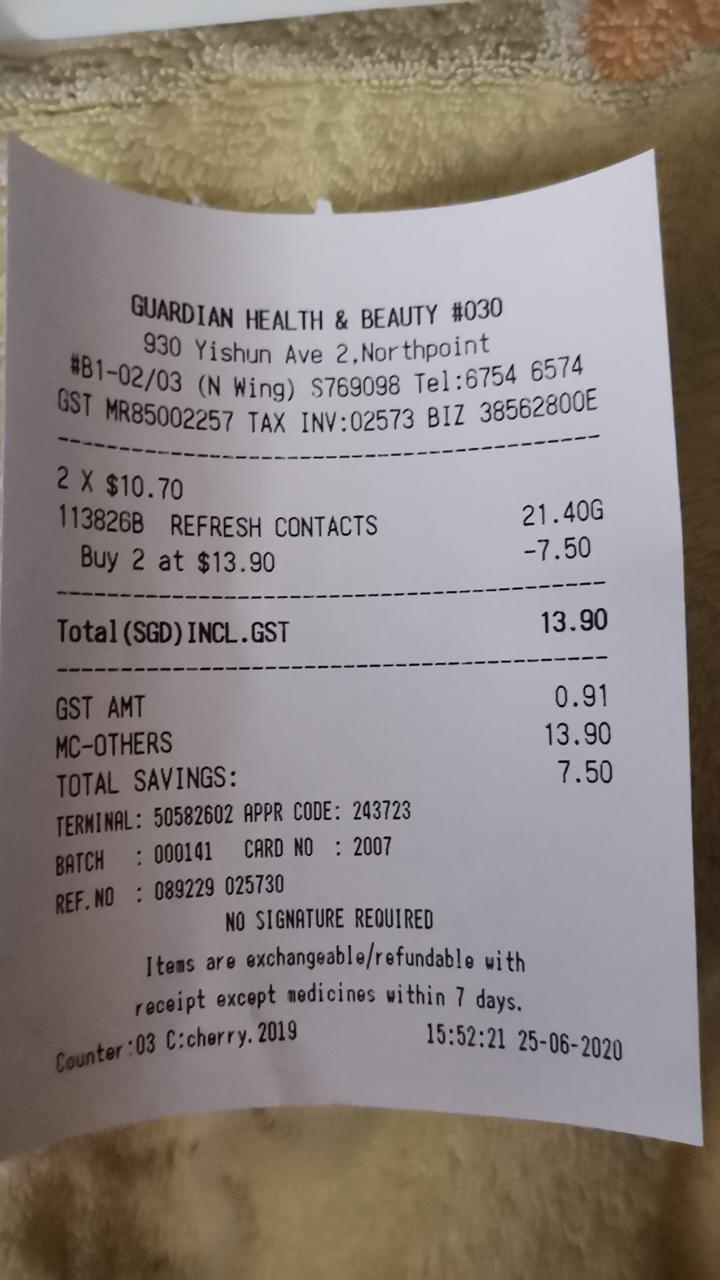 GUARDIAN HEALTH & BEAUTY #030
930 Yishun Ave 2,Northpoint
#B1-02/03 (N Wing) S769098 Tel:6754 6574
GST MR85002257 TAX INV:02573 BIZ 38562800E
2 X $10.70
113826B REFRESH CONTACTS 21.40G
Buy 2 at $13.90 -7.50
Total(SGD)INCL.GST 13.90
GST AMT 0.91
MC-OTHERS 13.90
TOTAL SAVINGS: 7.50
TERMINAL: 50582602 APPR CODE: 243723
BATCH : 000141 CARD NO : 2007
REF.NO : 089229 025730
NO SIGNATURE REQUIRED
Items are exchangeable/refundable with
receipt except medicines within 7 days.
Counter:03 C:cherry.2019 15:52:21 25-06-2020